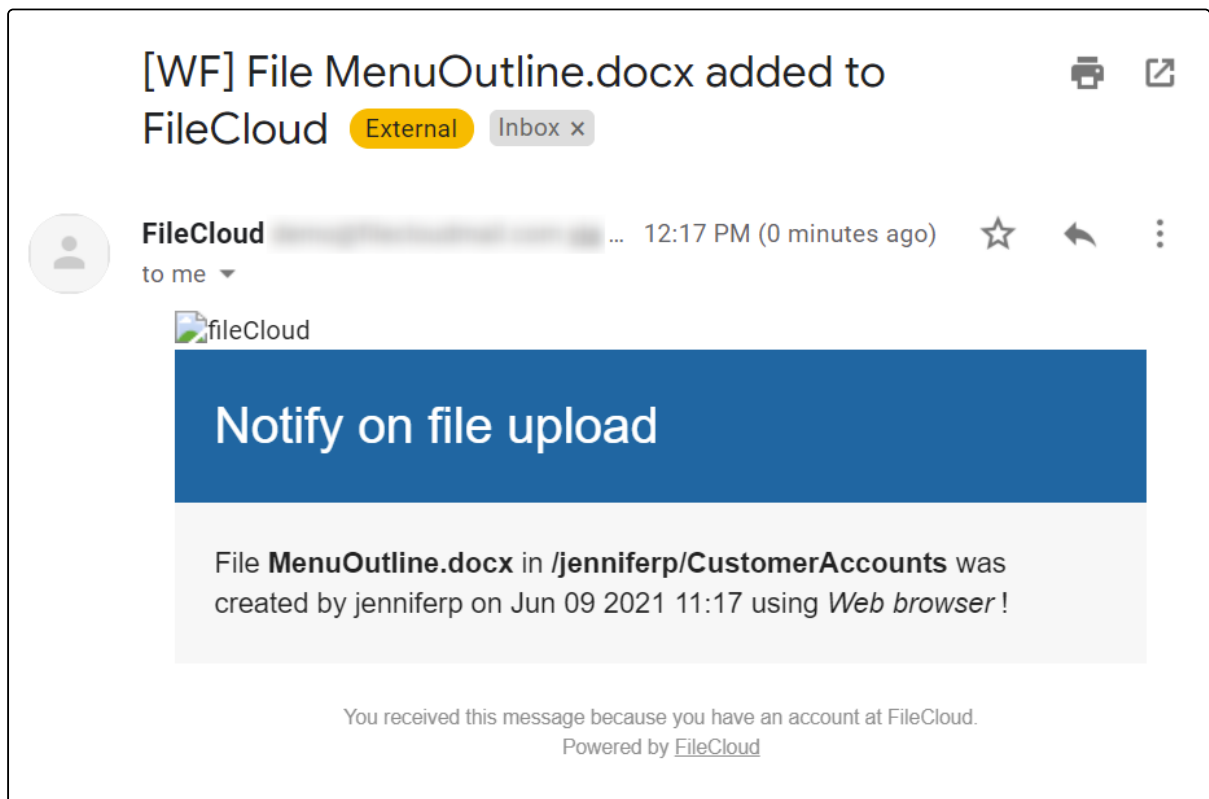 [WF] File MenuOutline.docx added to
FileCloud External Inbox ×
FileCloud ... 12:17 PM (0 minutes ago)
to me
fileCloud
Notify on file upload
File MenuOutline.docx in /jenniferp/CustomerAccounts was
created by jenniferp on Jun 09 2021 11:17 using Web browser !
You received this message because you have an account at FileCloud.
Powered by FileCloud